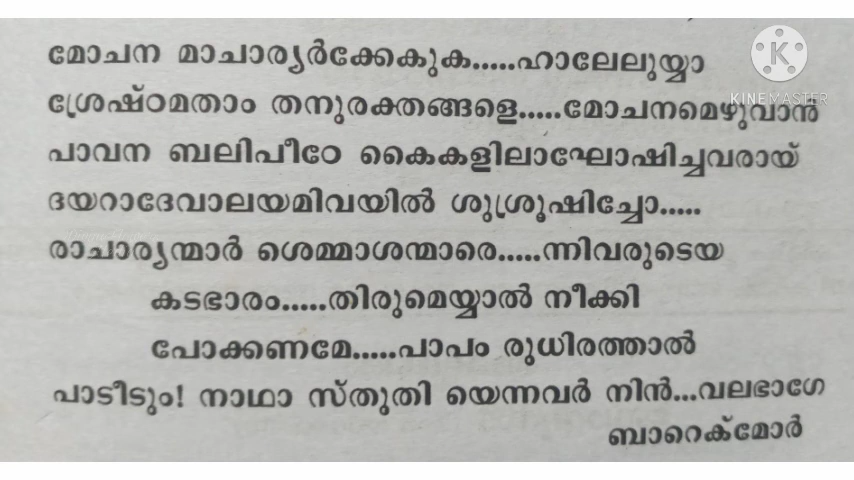 മോചന മാചാര്യർക്കേകുക.....ഹാലേലുയ്യാ
KINEMASTER
ശ്രേഷ്ഠമതാം തനുരക്തങ്ങളെ.....മോചനമെഴുവാൻ
പാവന ബലിപീഠേ കൈകളിലാഘോഷിച്ചവരായ്
ദയറാദേവാലയമിവയിൽ ശുശ്രൂഷിച്ചോ.....
രാചാര്യന്മാർ ശെമ്മാശന്മാരെ.....ന്നിവരുടെയ
കടഭാരം.....തിരുമെയ്യാൽ നീക്കി
പോക്കണമേ.....പാപം രുധിരത്താൽ
പാടീടും! നാഥാ സ്തുതി യെന്നവർ നിൻ...വലഭാഗേ
ബാറെക്മോർ